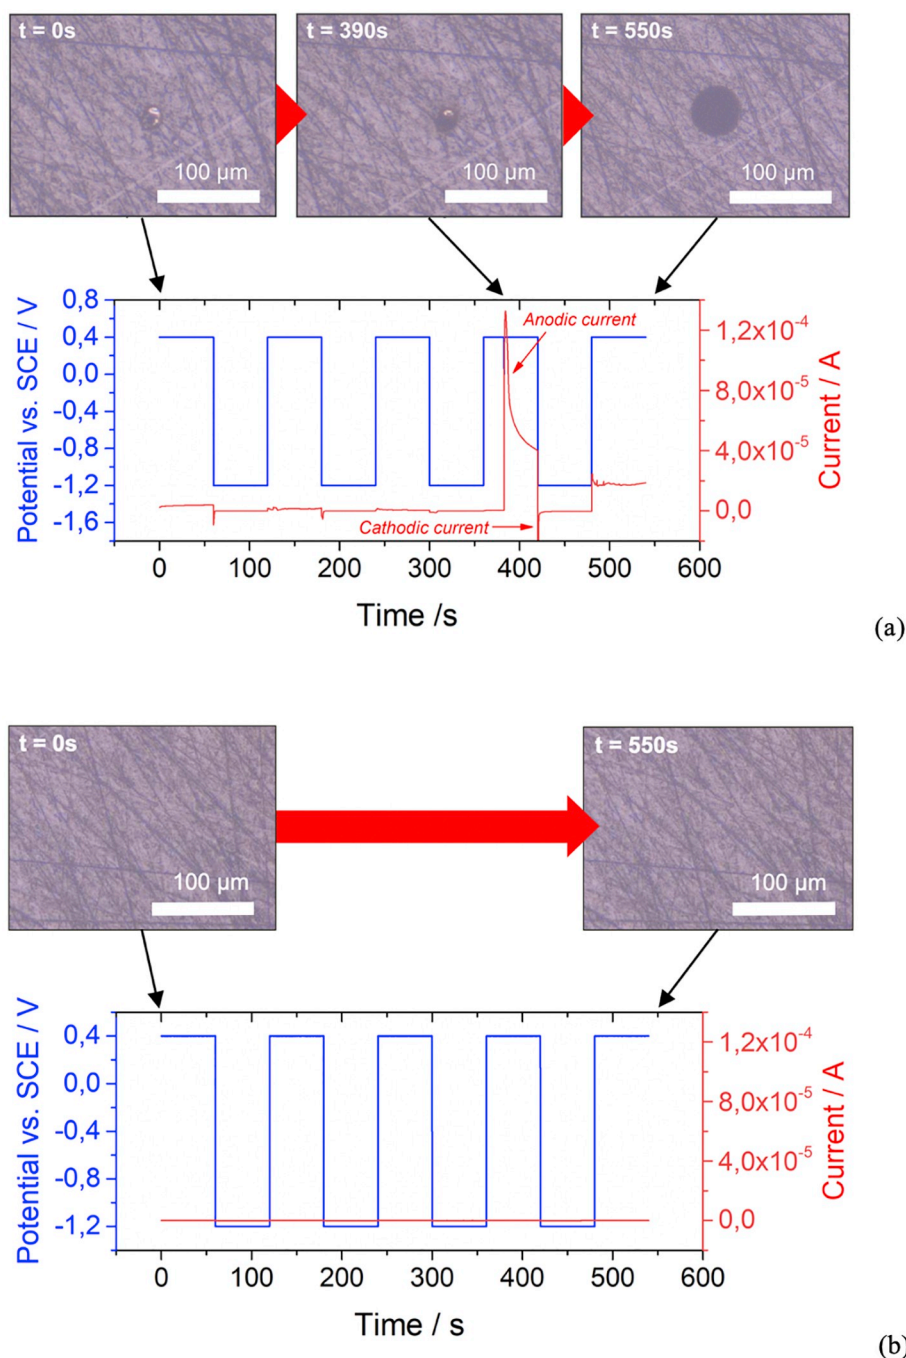 t = 0s
t = 390s
t = 550s
100 µm
100 µm
100 µm
Potential vs. SCE / V
0,8
0,4
0,0
-0,4
-0,8
-1,2
-1,6
Anodic current
Cathodic current
1,2x10⁻⁴
8,0x10⁻⁵
4,0x10⁻⁵
0,0
Current / A
0 100 200 300 400 500 600
Time /s
(a)
t = 0s
t = 550s
100 µm
100 µm
Potential vs. SCE / V
0,4
0,0
-0,4
-0,8
-1,2
1,2x10⁻⁴
8,0x10⁻⁵
4,0x10⁻⁵
0,0
Current / A
0 100 200 300 400 500 600
Time / s
(b)